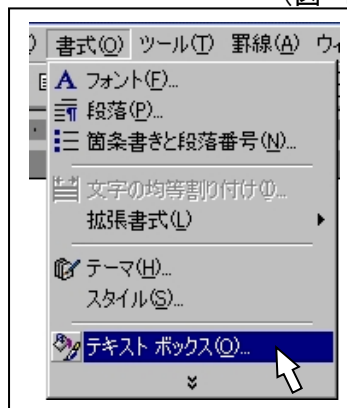 (図
書式(O) ツール(T) 罫線(A) ウィ
フォント(F)...
段落(P)...
箇条書きと段落番号(N)...
文字の均等割り付け(I)...
拡張書式(L)
テーマ(H)...
スタイル(S)...
テキスト ボックス(O)...